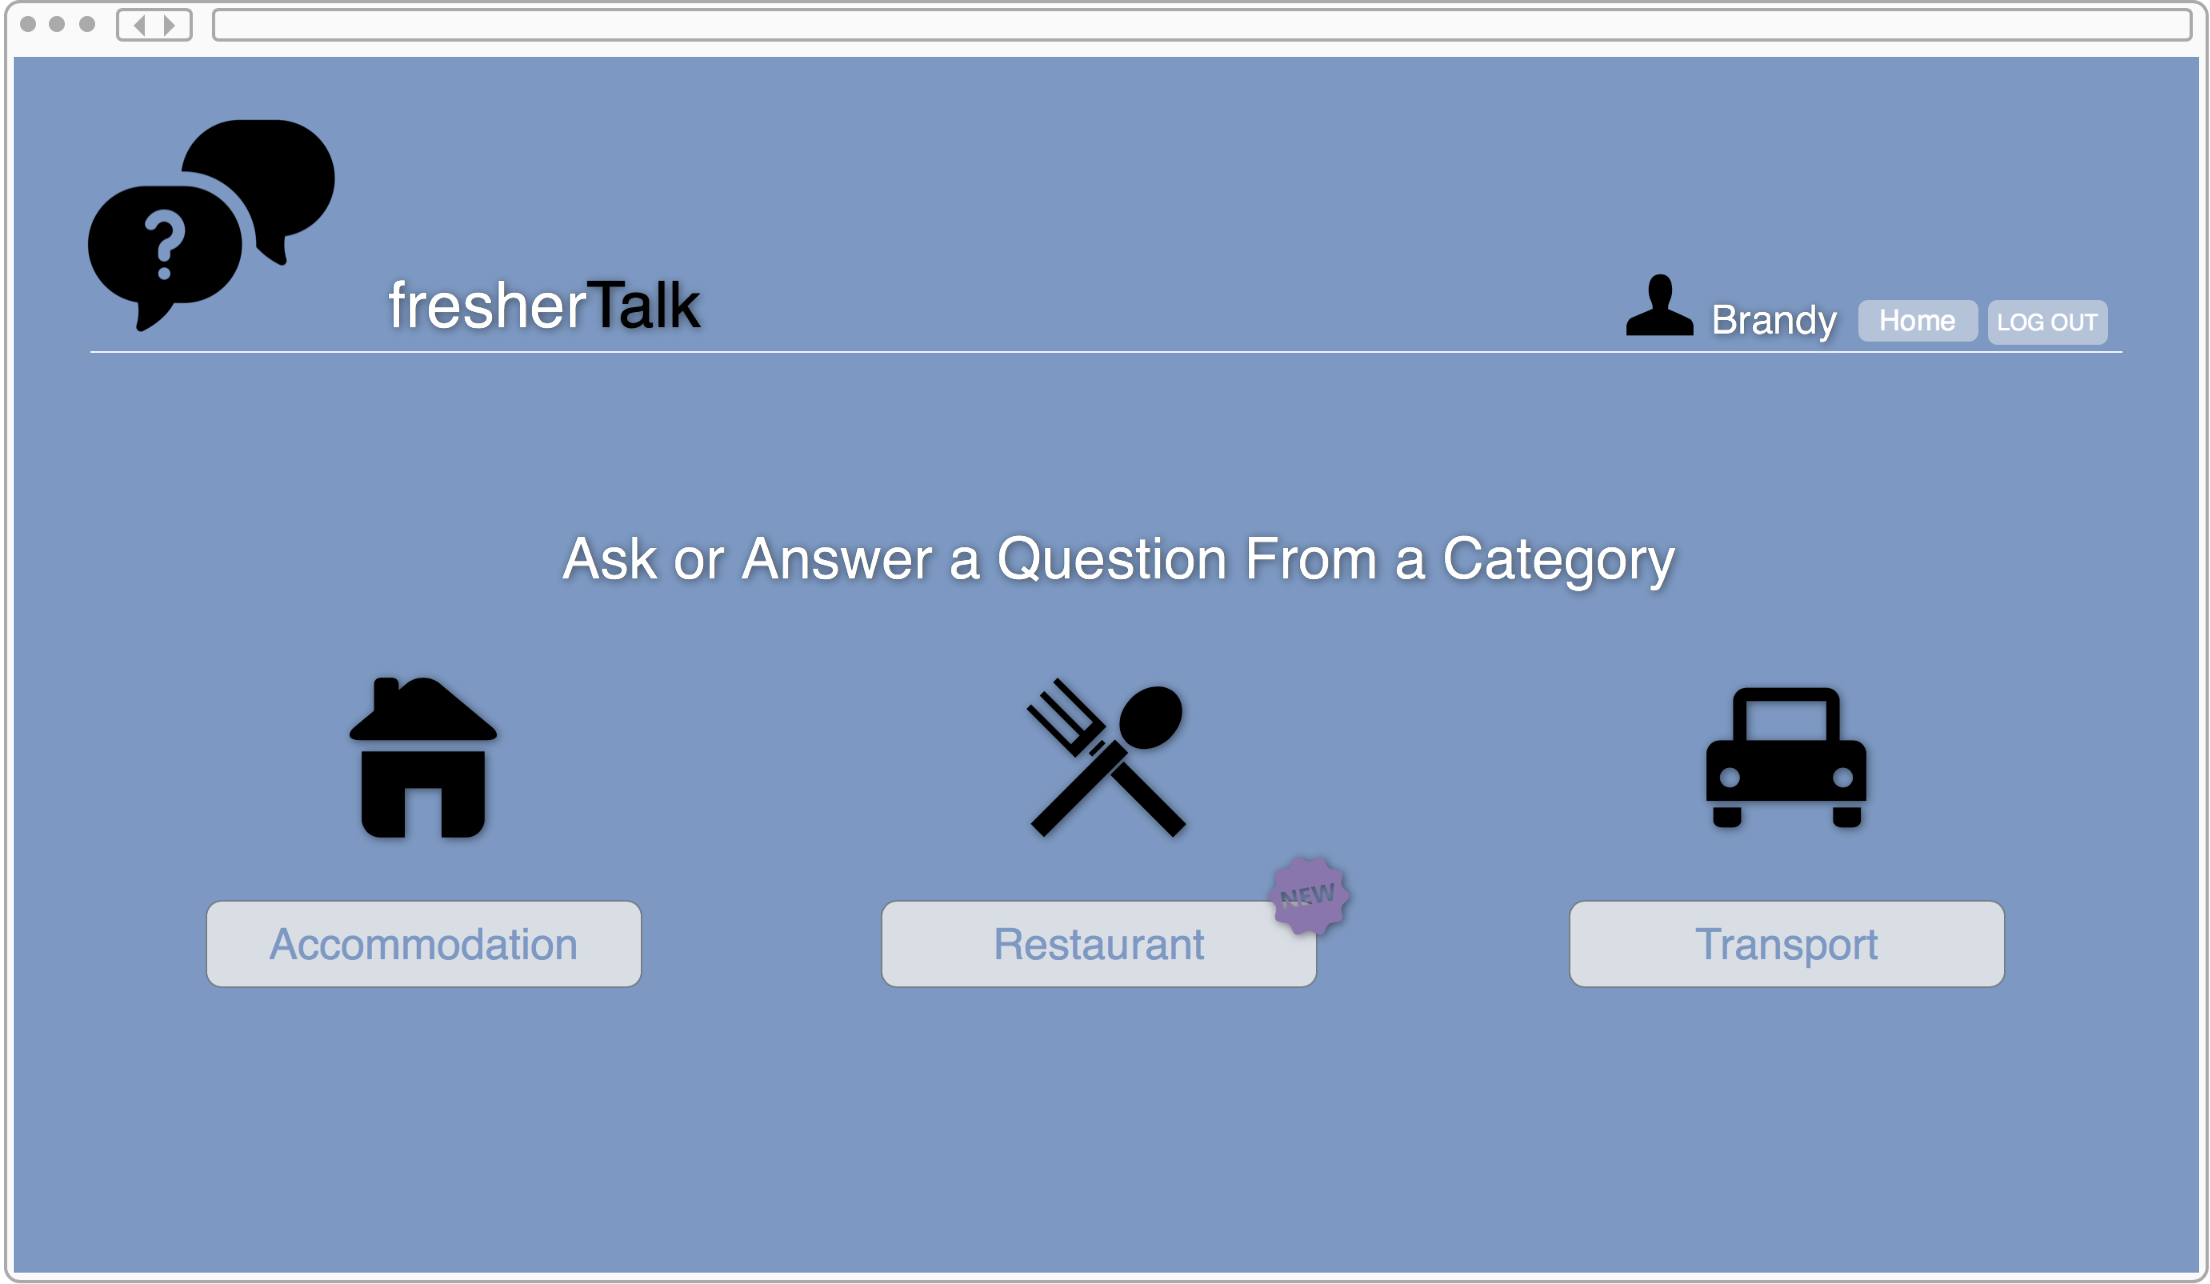 ?
fresherTalk
Brandy
Home
LOG OUT
Ask or Answer a Question From a Category
NEW
Accommodation
Restaurant
Transport